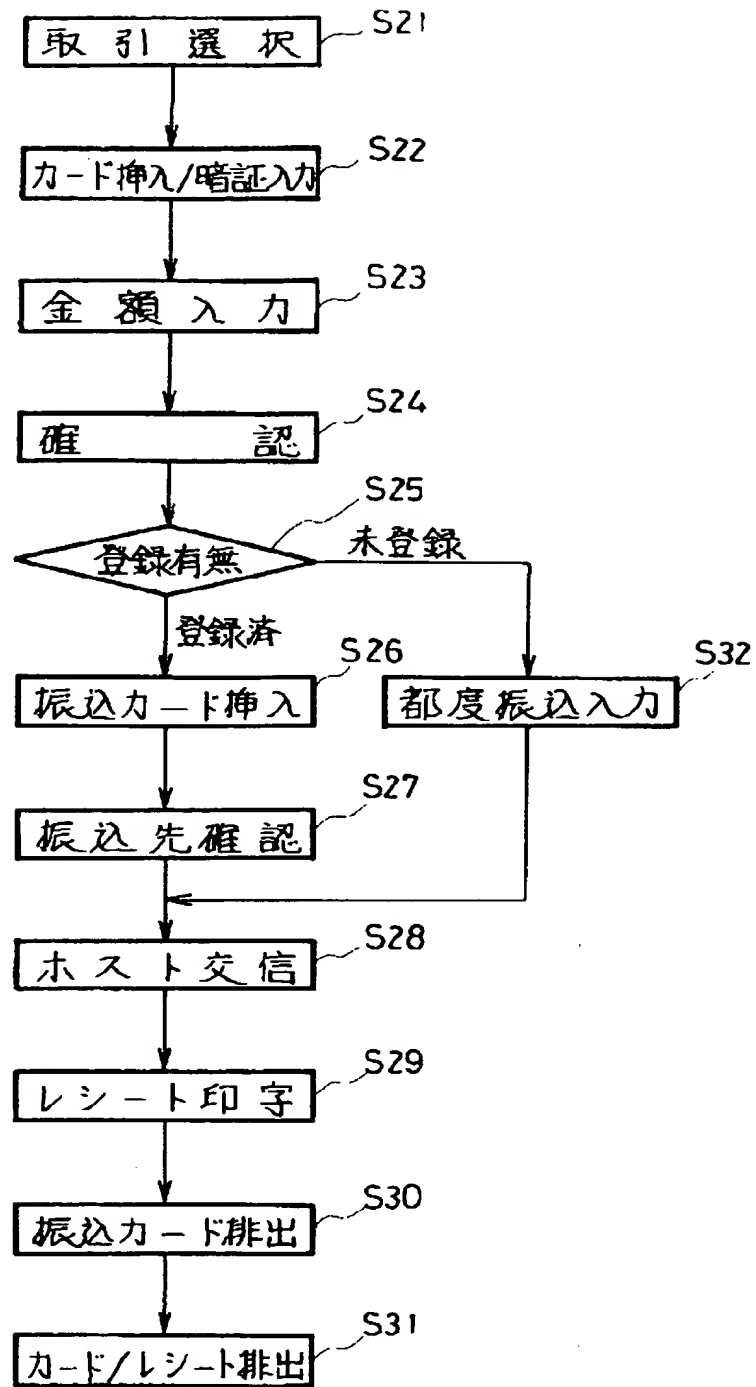 取引選択
S21
カード挿入/暗証入力
S22
金額入力
S23
確認
S24
登録有無
S25
未登録
登録済
振込カード挿入
S26
都度振込入力
S32
振込先確認
S27
ホスト交信
S28
レシート印字
S29
振込カード排出
S30
カード/レシート排出
S31